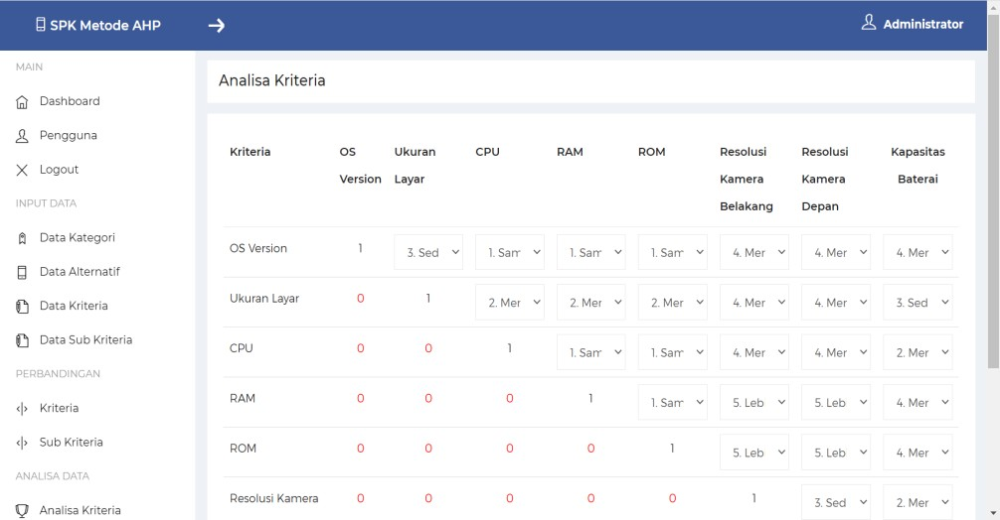 SPK Metode AHP
Administrator
MAIN
Dashboard
Pengguna
Logout
INPUT DATA
Data Kategori
Data Alternatif
Data Kriteria
Data Sub Kriteria
PERBANDINGAN
Kriteria
Sub Kriteria
ANALISA DATA
Analisa Kriteria
Analisa Kriteria
Kriteria OS Ukuran CPU RAM ROM Resolusi Resolusi Kapasitas
Version Layar Kamera Kamera Baterai
Belakang Depan
OS Version 1 3. Sed 1. Sam 1. Sam 1. Sam 4. Mer 4. Mer 4. Mer
Ukuran Layar 0 1 2. Mer 2. Mer 2. Mer 4. Mer 4. Mer 3. Sed
CPU 0 0 1 1. Sam 1. Sam 4. Mer 4. Mer 2. Mer
RAM 0 0 0 1 1. Sam 5. Leb 5. Leb 4. Mer
ROM 0 0 0 0 1 5. Leb 5. Leb 4. Mer
Resolusi Kamera 0 0 0 0 0 1 3. Sed 2. Mer